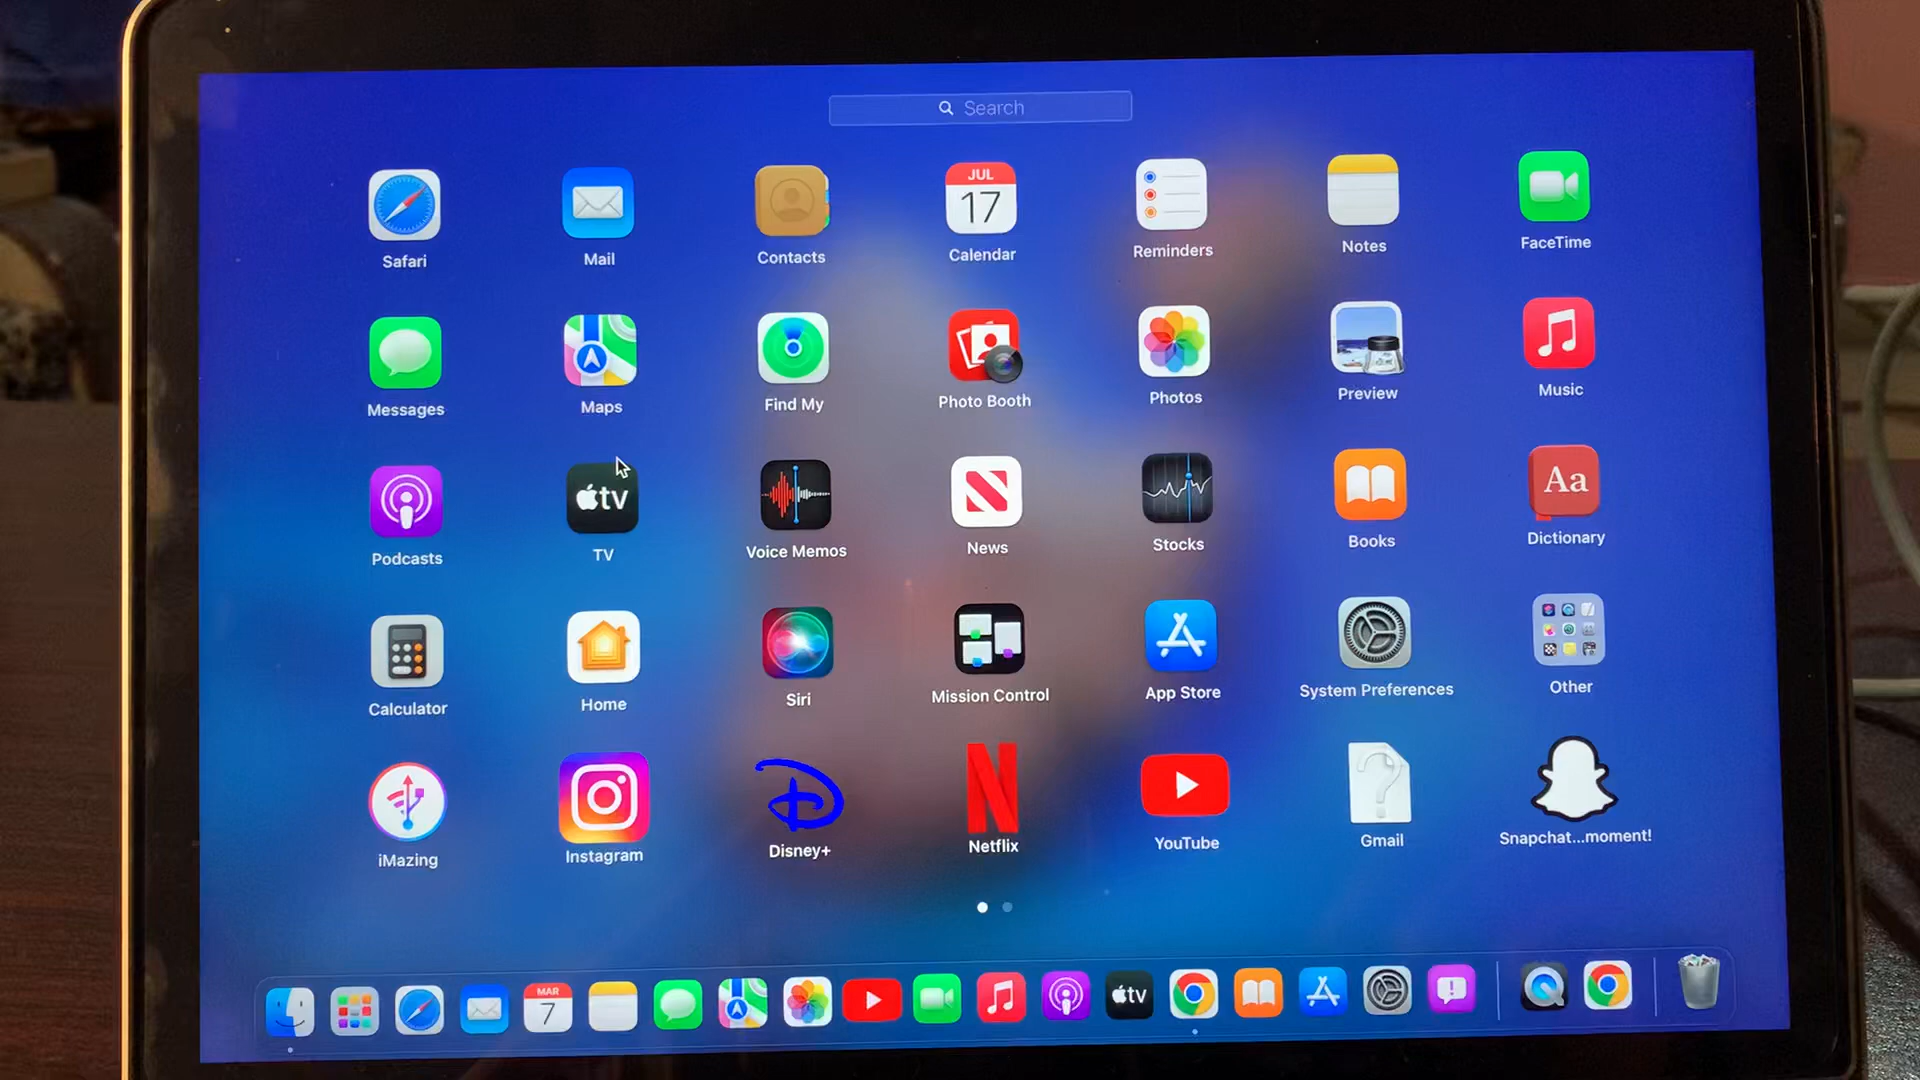 Search
Safari
Mail
Contacts
JUL
17
Calendar
Reminders
Notes
FaceTime
Messages
Maps
Find My
Photo Booth
Photos
Preview
Music
Podcasts
tv
TV
Voice Memos
News
Stocks
Books
Aa
Dictionary
Calculator
Home
Siri
Mission Control
App Store
System Preferences
Other
iMazing
Instagram
D
Disney+
N
Netflix
YouTube
?
Gmail
Snapchat...moment!
MAR
7
tv
!